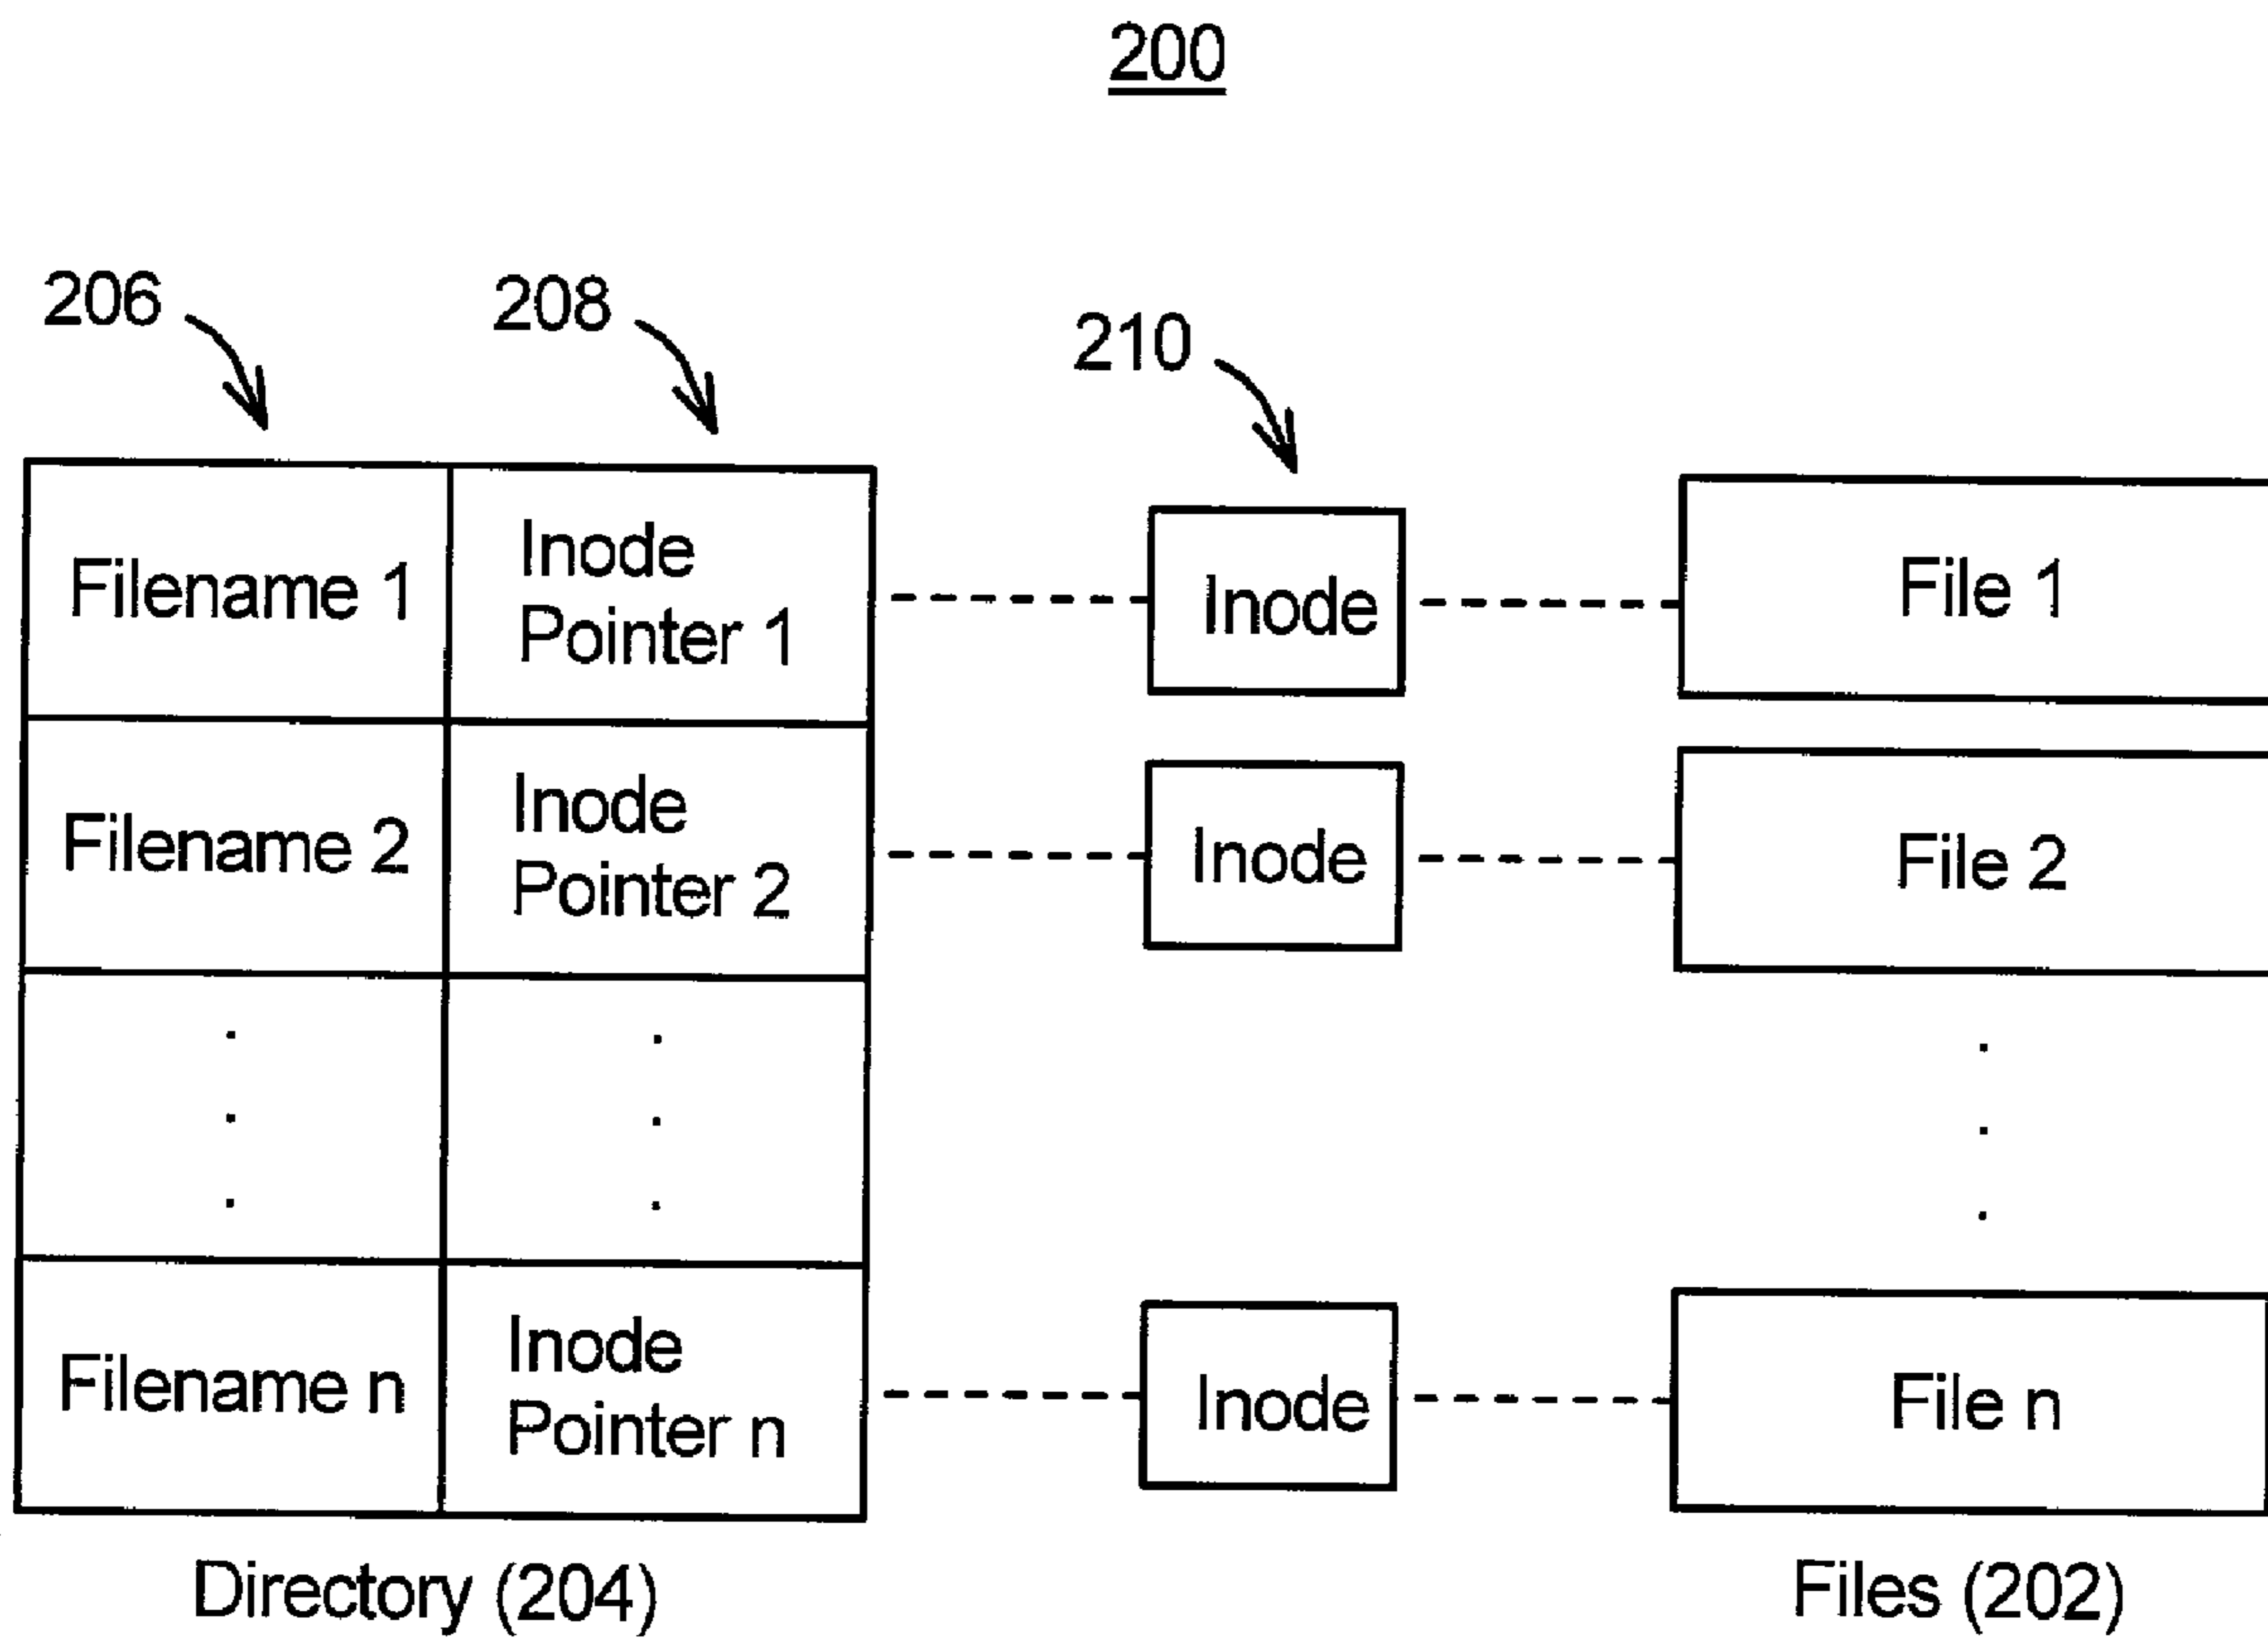 200
206
208
210
Filename 1
Inode
Pointer 1
Inode
File 1
Filename 2
Inode
Pointer 2
Inode
File 2
Filename n
Inode
Pointer n
Inode
File n
Directory (204)
Files (202)